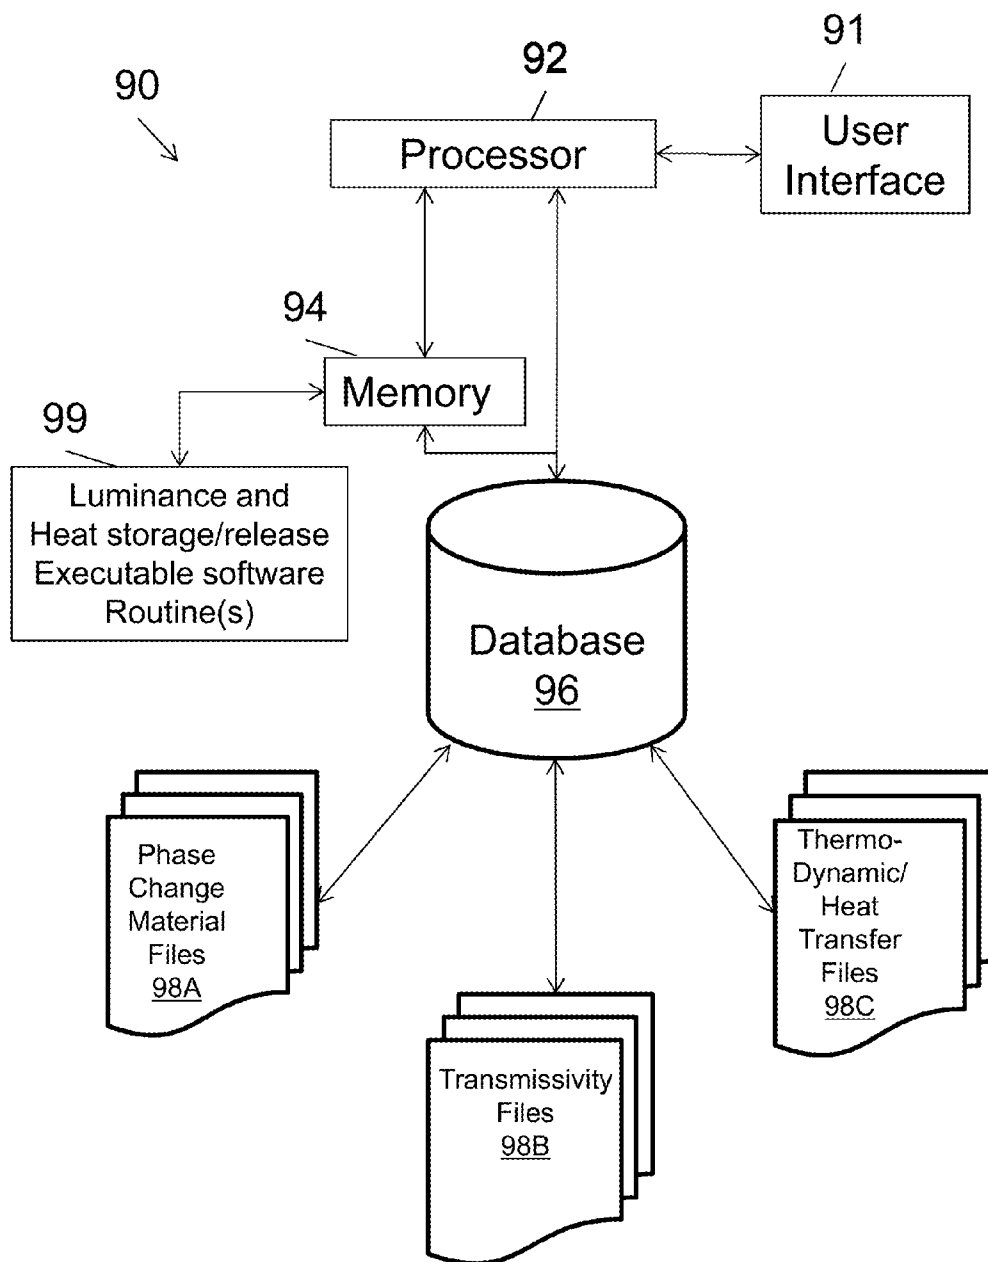 91
92
90
User
Interface
Processor
94
Memory
99
Luminance and
Heat storage/release
Executable software
Routine(s)
Database
96
Phase
Change
Material
Files
98A
Thermo-
Dynamic/
Heat
Transfer
Files
98C
Transmissivity
Files
98B